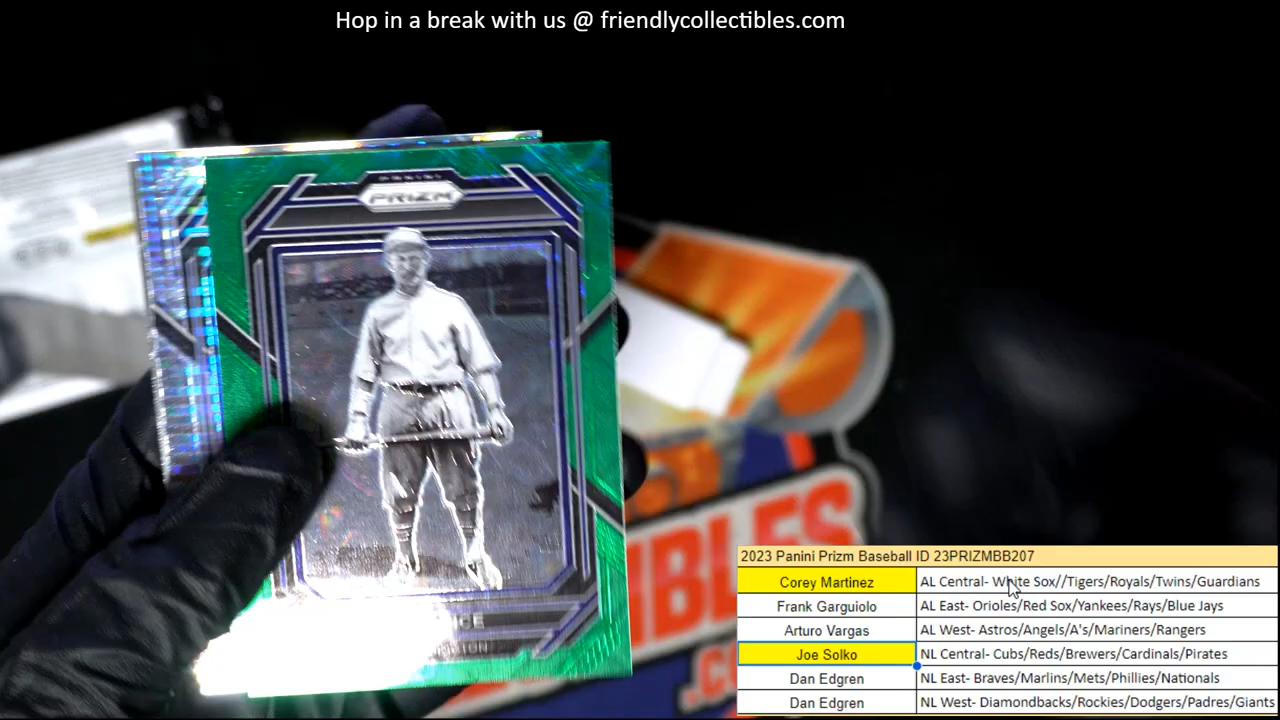 Hop in a break with us @ friendlycollectibles.com
PANINI
PRIZM
2023 Panini Prizm Baseball ID 23PRIZMBB207
Corey Martinez AL Central- White Sox//Tigers/Royals/Twins/Guardians
Frank Garguiolo AL East- Orioles/Red Sox/Yankees/Rays/Blue Jays
Arturo Vargas AL West- Astros/Angels/A's/Mariners/Rangers
Joe Solko NL Central- Cubs/Reds/Brewers/Cardinals/Pirates
Dan Edgren NL East- Braves/Marlins/Mets/Phillies/Nationals
Dan Edgren NL West- Diamondbacks/Rockies/Dodgers/Padres/Giants